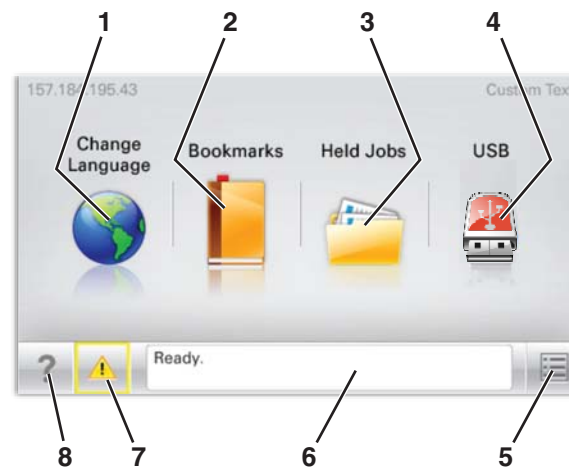 1 2 3 4
157.184.195.43 Custom Tex
Change
Language
Bookmarks
Held Jobs
USB
? Ready.
8 7 6 5